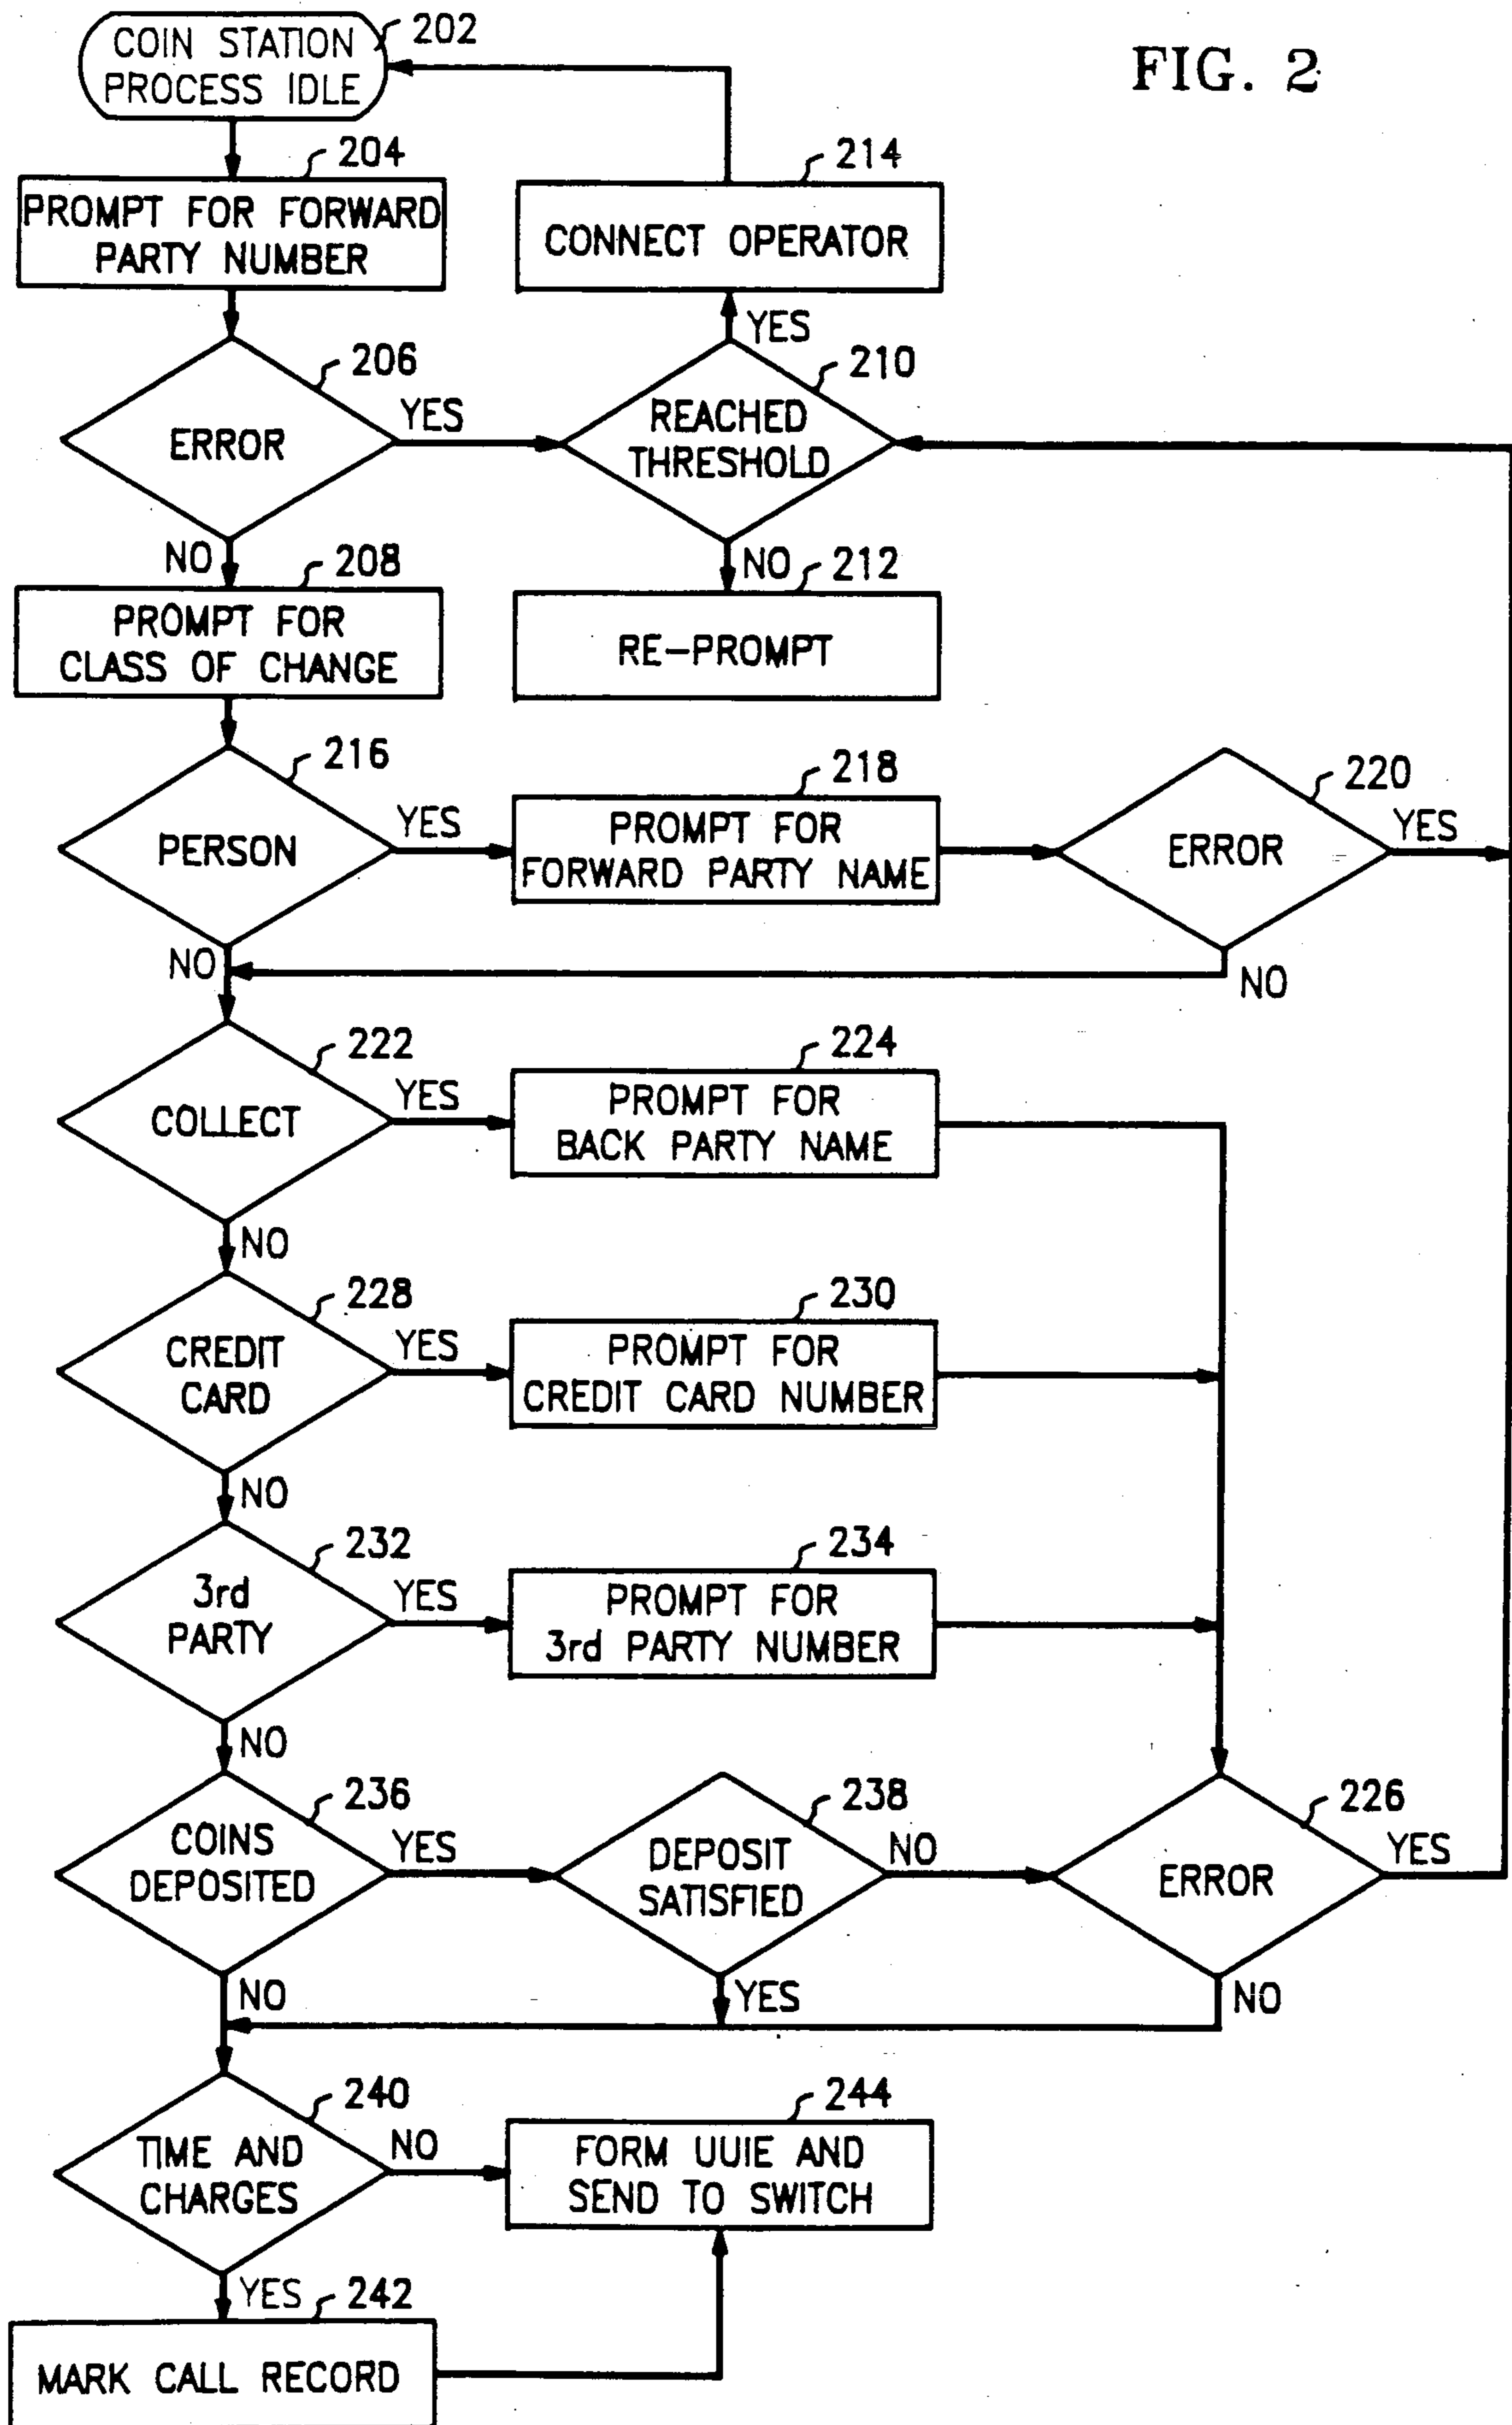 FIG. 2
COIN STATION
PROCESS IDLE
202
204
PROMPT FOR FORWARD
PARTY NUMBER
214
CONNECT OPERATOR
YES
206
ERROR
YES
210
REACHED
THRESHOLD
NO
208
PROMPT FOR
CLASS OF CHANGE
NO
212
RE-PROMPT
216
PERSON
YES
218
PROMPT FOR
FORWARD PARTY NAME
220
ERROR
YES
NO
NO
222
COLLECT
YES
224
PROMPT FOR
BACK PARTY NAME
NO
228
CREDIT
CARD
YES
230
PROMPT FOR
CREDIT CARD NUMBER
NO
232
3rd
PARTY
YES
234
PROMPT FOR
3rd PARTY NUMBER
NO
236
COINS
DEPOSITED
YES
238
DEPOSIT
SATISFIED
NO
226
ERROR
YES
NO
YES
NO
240
TIME AND
CHARGES
NO
244
FORM UUIE AND
SEND TO SWITCH
YES
242
MARK CALL RECORD